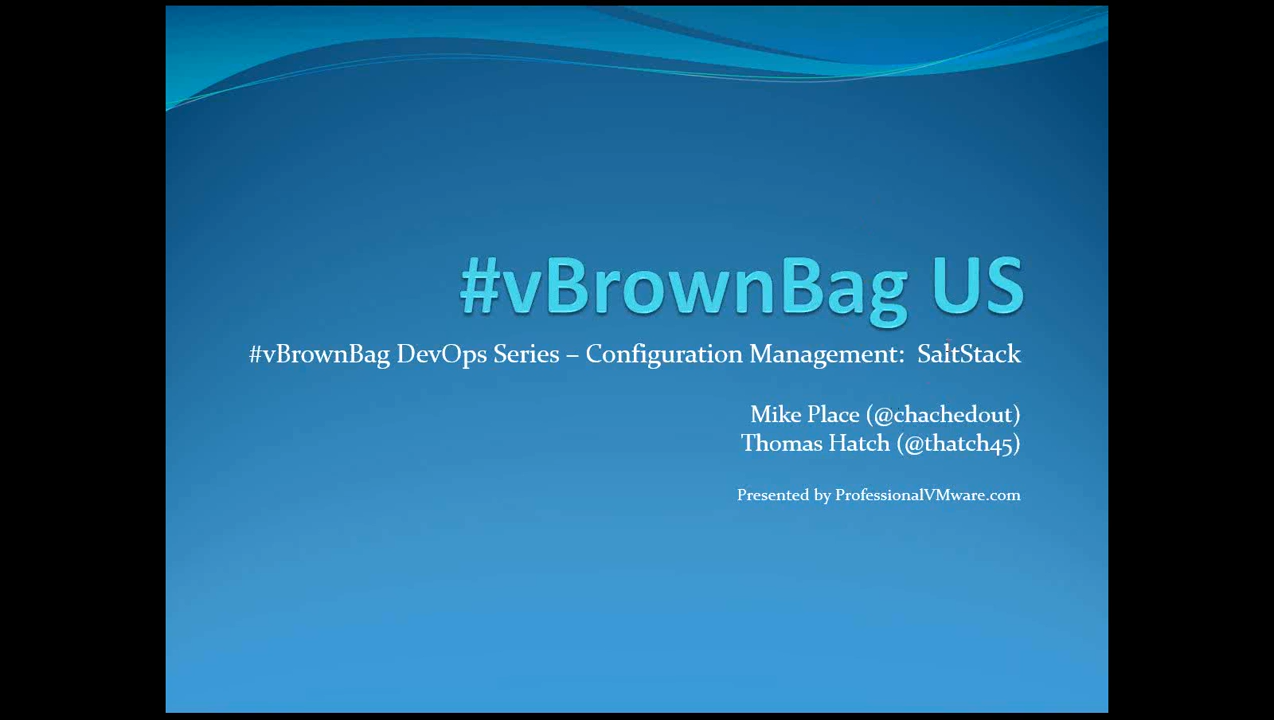 #vBrownBag US
#vBrownBag DevOps Series – Configuration Management:  SaltStack
Mike Place (@chachedout)
Thomas Hatch (@thatch45)
Presented by ProfessionalVMware.com